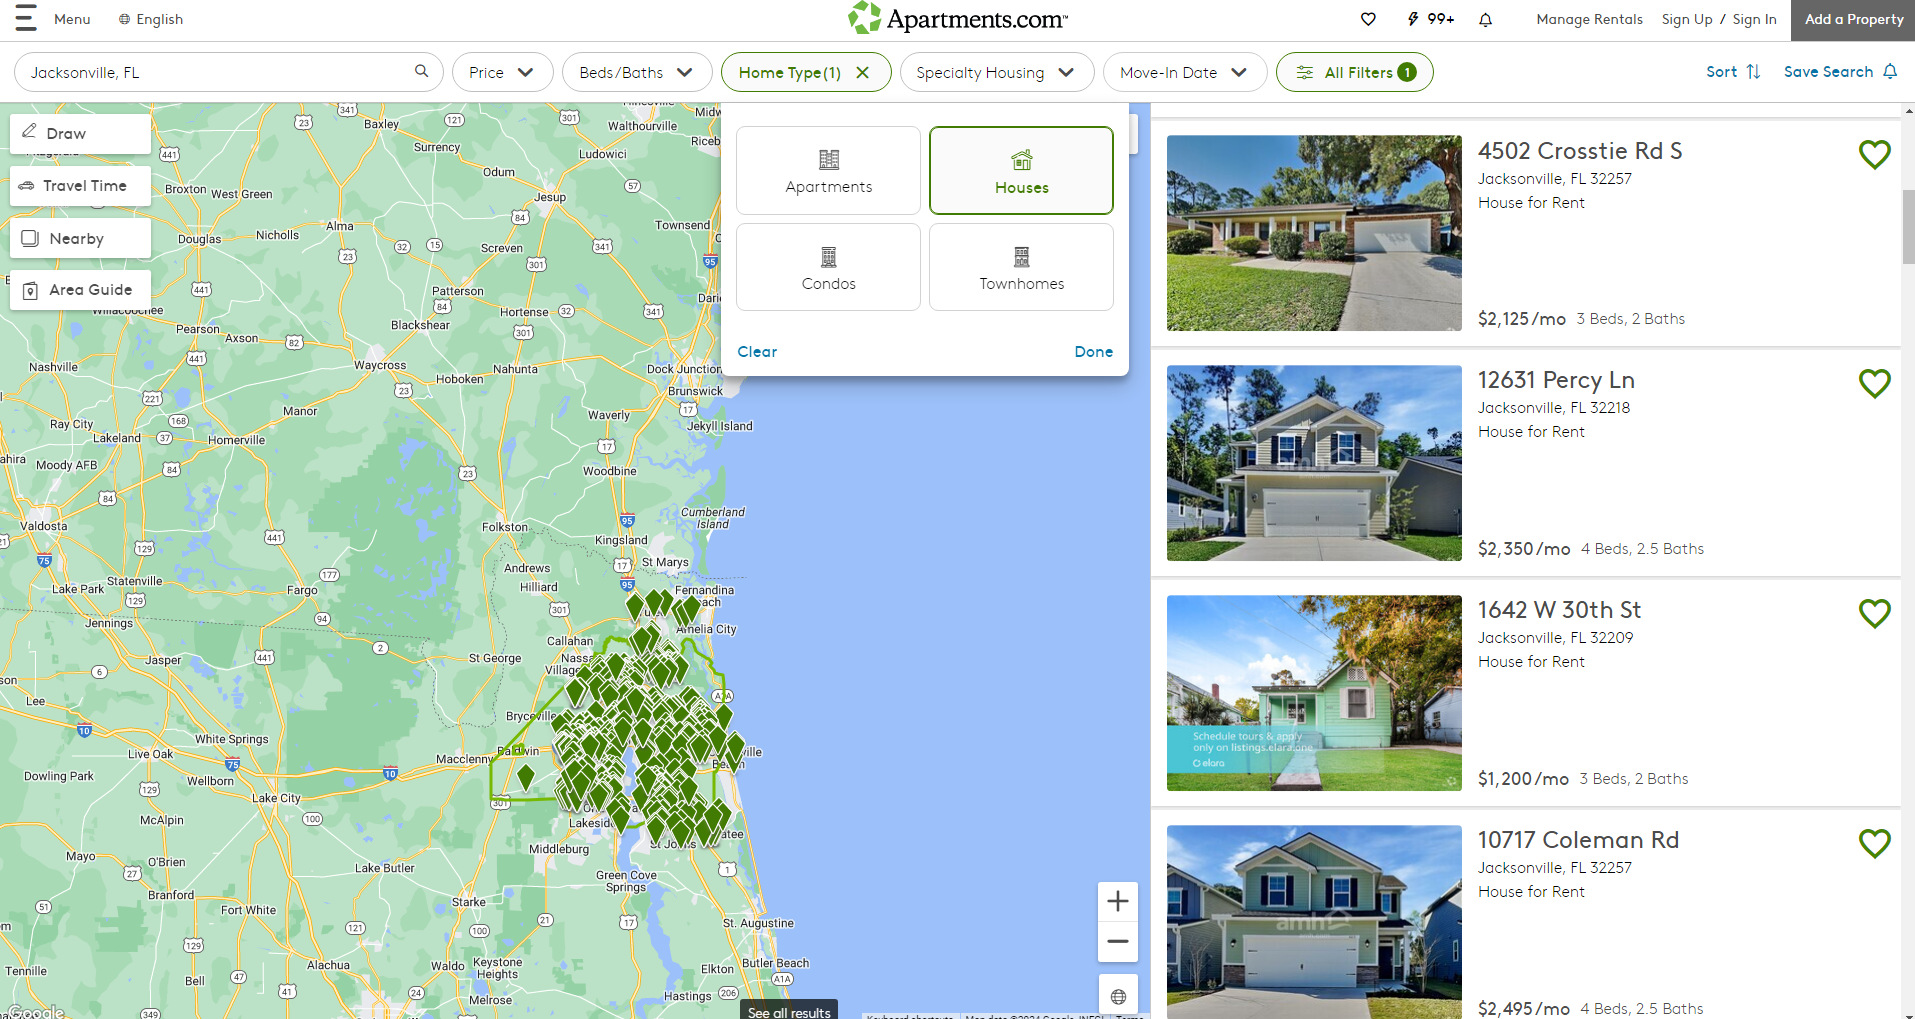 Menu
English
Apartments.com™
99+
Manage Rentals
Sign Up / Sign In
Add a Property
Jacksonville, FL
Price
Beds/Baths
Home Type(1)
Specialty Housing
Move-In Date
All Filters 1
Sort
Save Search
Draw
Travel Time
Nearby
Area Guide
Apartments
Houses
Condos
Townhomes
Clear
Done
Baxley
Walthourville
Surrency
Ludowici
Odum
Broxton
West Green
Jesup
Townsend
Alma
Nicholls
Douglas
Screven
Patterson
Hortense
Pearson
Axson
Blackshear
Nashville
Waycross
Hoboken
Nahunta
Dock Junction
Brunswick
Manor
Waverly
Jekyll Island
Ray City
Lakeland
Homerville
Moody AFB
Woodbine
Valdosta
Folkston
Cumberland
Island
Kingsland
St Marys
Statenville
Lake Park
Fargo
Andrews
Hilliard
Fernandina
Amelia City
Jennings
Callahan
Jasper
St George
Lee
Bryceville
White Springs
Live Oak
Baldwin
Macclenny
Dowling Park
Wellborn
Lake City
McAlpin
Lakeside
Middleburg
Mayo
O'Brien
Lake Butler
Green Cove
Springs
Branford
Fort White
Starke
St. Augustine
Tennille
Alachua
Waldo
Keystone
Heights
Elkton
Butler Beach
Bell
Melrose
Hastings
Google
See all results
4502 Crosstie Rd S
Jacksonville, FL 32257
House for Rent
$2,125/mo 3 Beds, 2 Baths
12631 Percy Ln
Jacksonville, FL 32218
House for Rent
amh
$2,350/mo 4 Beds, 2.5 Baths
1642 W 30th St
Jacksonville, FL 32209
House for Rent
Schedule tours & apply
only on listings.elara.one
elara
$1,200/mo 3 Beds, 2 Baths
10717 Coleman Rd
Jacksonville, FL 32257
House for Rent
amh
$2,495/mo 4 Beds, 2.5 Baths